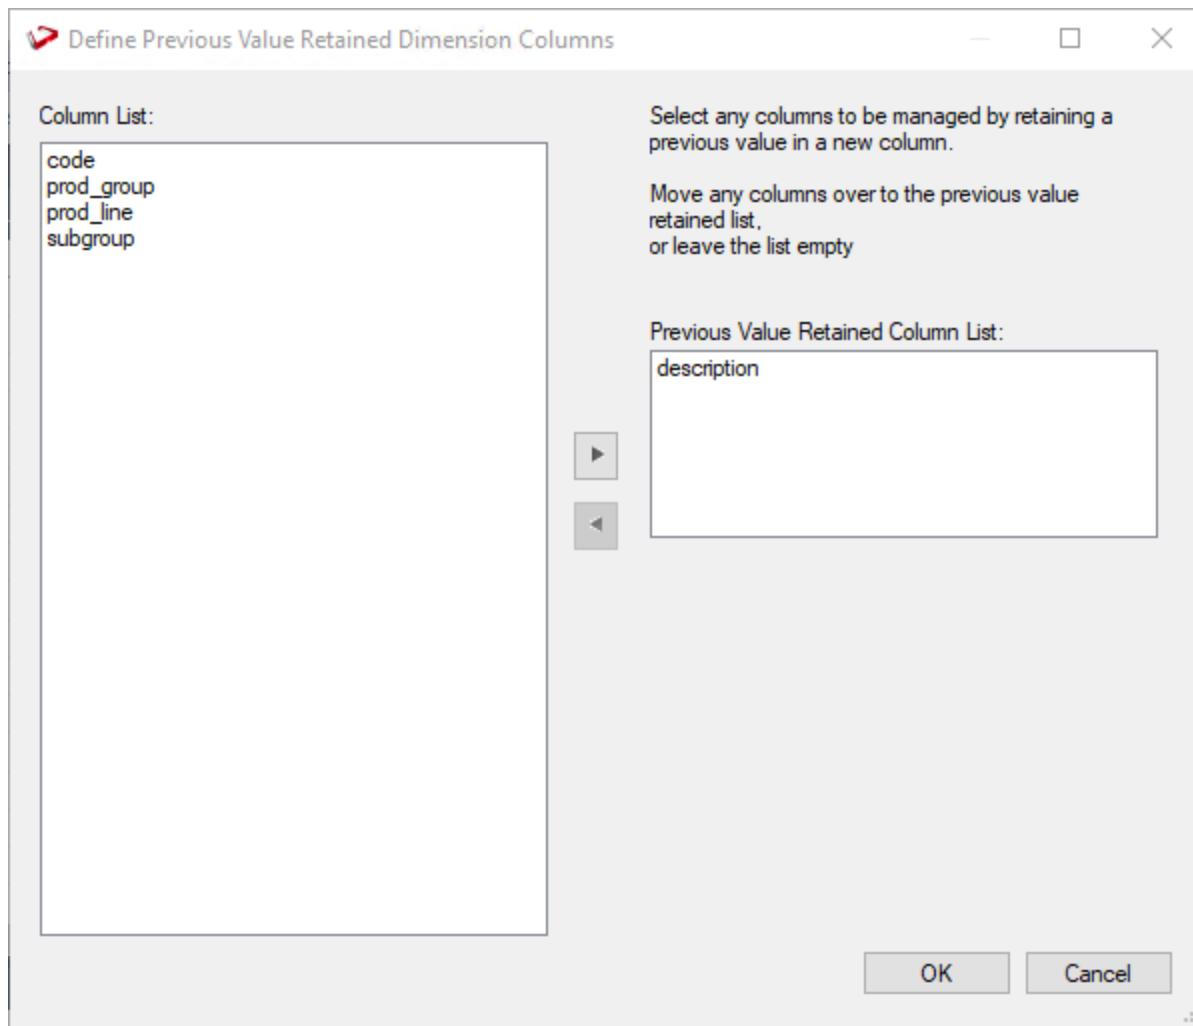 Define Previous Value Retained Dimension Columns
Column List:
code
prod_group
prod_line
subgroup
Select any columns to be managed by retaining a
previous value in a new column.
Move any columns over to the previous value
retained list,
or leave the list empty
Previous Value Retained Column List:
description
OK
Cancel